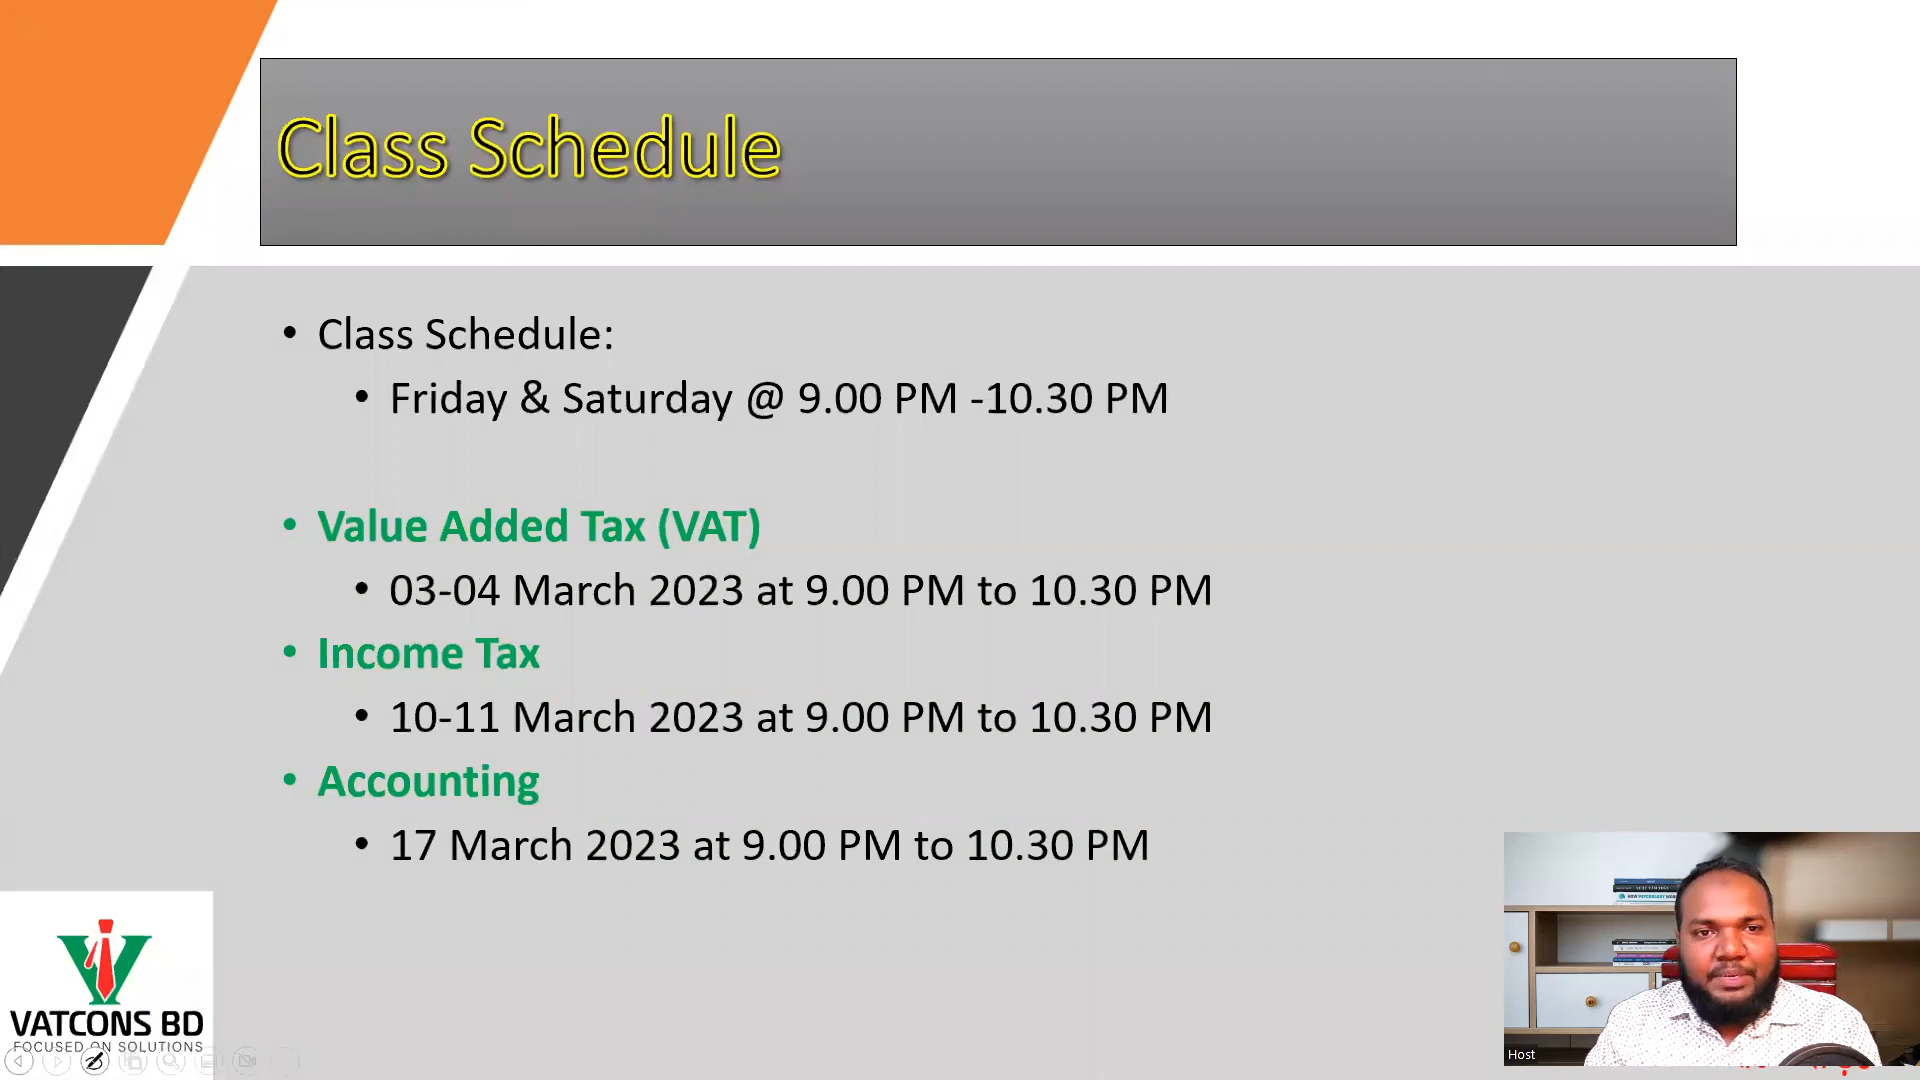 Class Schedule
Class Schedule:
Friday & Saturday @ 9.00 PM -10.30 PM
Value Added Tax (VAT)
03-04 March 2023 at 9.00 PM to 10.30 PM
Income Tax
10-11 March 2023 at 9.00 PM to 10.30 PM
Accounting
17 March 2023 at 9.00 PM to 10.30 PM
VATCONS BD
FOCUSED ON SOLUTIONS
Host